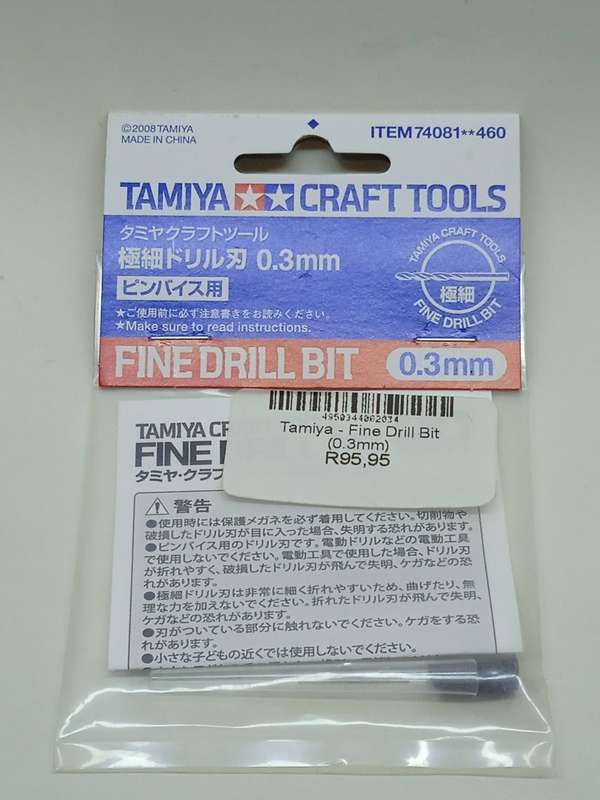 ©2008 TAMIYA
MADE IN CHINA
ITEM 74081**460
TAMIYA ★★ CRAFT TOOLS
タミヤクラフトツール
極細ドリル刃 0.3mm
ピンバイス用
★ご使用前に必ず注意書きをお読みください。
★Make sure to read instructions.
TAMIYA CRAFT TOOLS
極細
FINE DRILL BIT
FINE DRILL BIT
0.3mm
4950344062034
Tamiya - Fine Drill Bit
(0.3mm)
R95,95
TAMIYA
FINE
タミヤ・クラフ
警告
●使用時には保護メガネを必ず着用してください。切削物や
破損したドリル刃が目に入った場合、失明する恐れがあります。
●ピンバイス用のドリル刃です。電動ドリルなどの電動工具
で使用しないでください。電動工具で使用した場合、ドリル刃
が折れやすく、破損したドリル刃が飛んで失明、ケガなどの恐
れがあります。
●極細ドリル刃は非常に細く折れやすいため、曲げたり、無
理な力を加えないでください。折れたドリル刃が飛んで失明、
ケガなどの恐れがあります。
●刃がついている部分に触れないでください。ケガをする恐
れがあります。
●小さな子どもの近くでは使用しないでください。